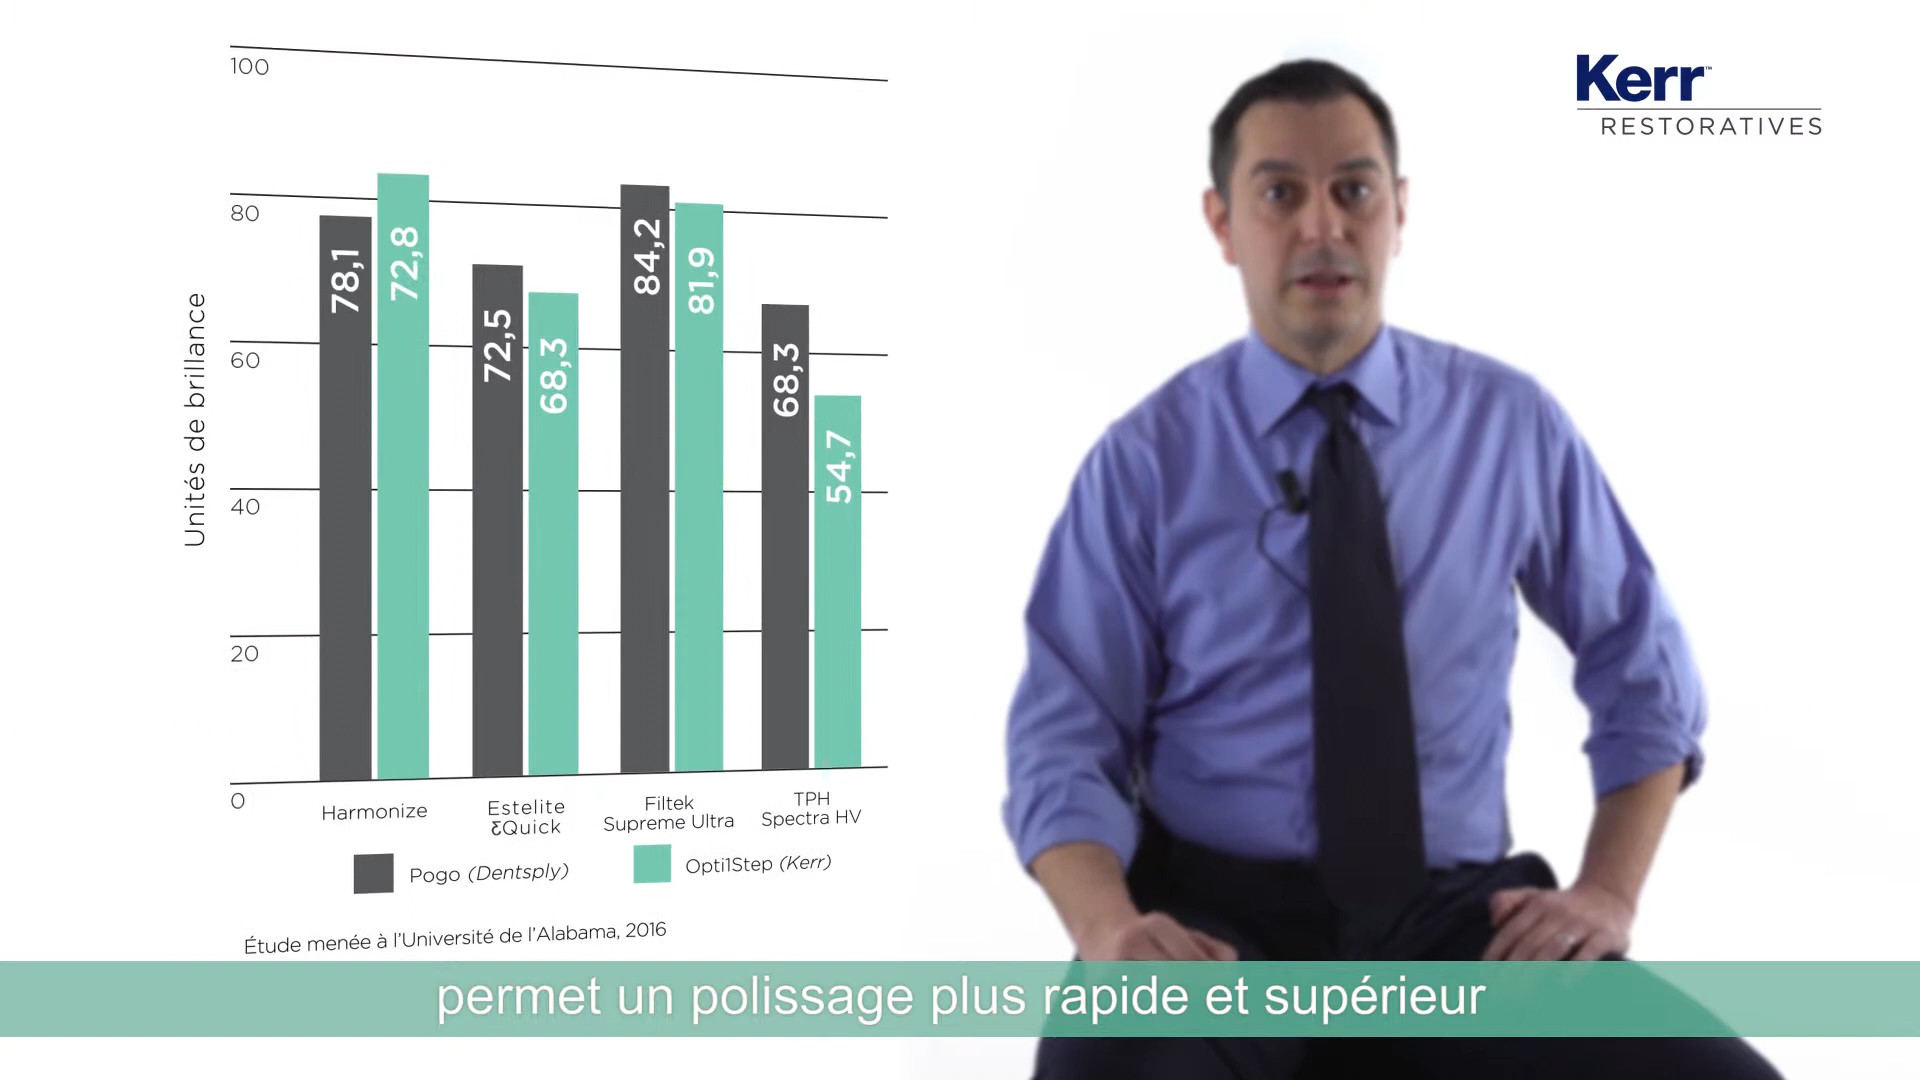 Kerr™
RESTORATIVES
100
80
60
40
20
0
Unités de brillance
78,1
72,8
72,5
68,3
84,2
81,9
68,3
54,7
Harmonize
Estelite
ƸQuick
Filtek
Supreme Ultra
TPH
Spectra HV
Pogo (Dentsply)
Opti1Step (Kerr)
Étude menée à l'Université de l'Alabama, 2016
permet un polissage plus rapide et supérieur